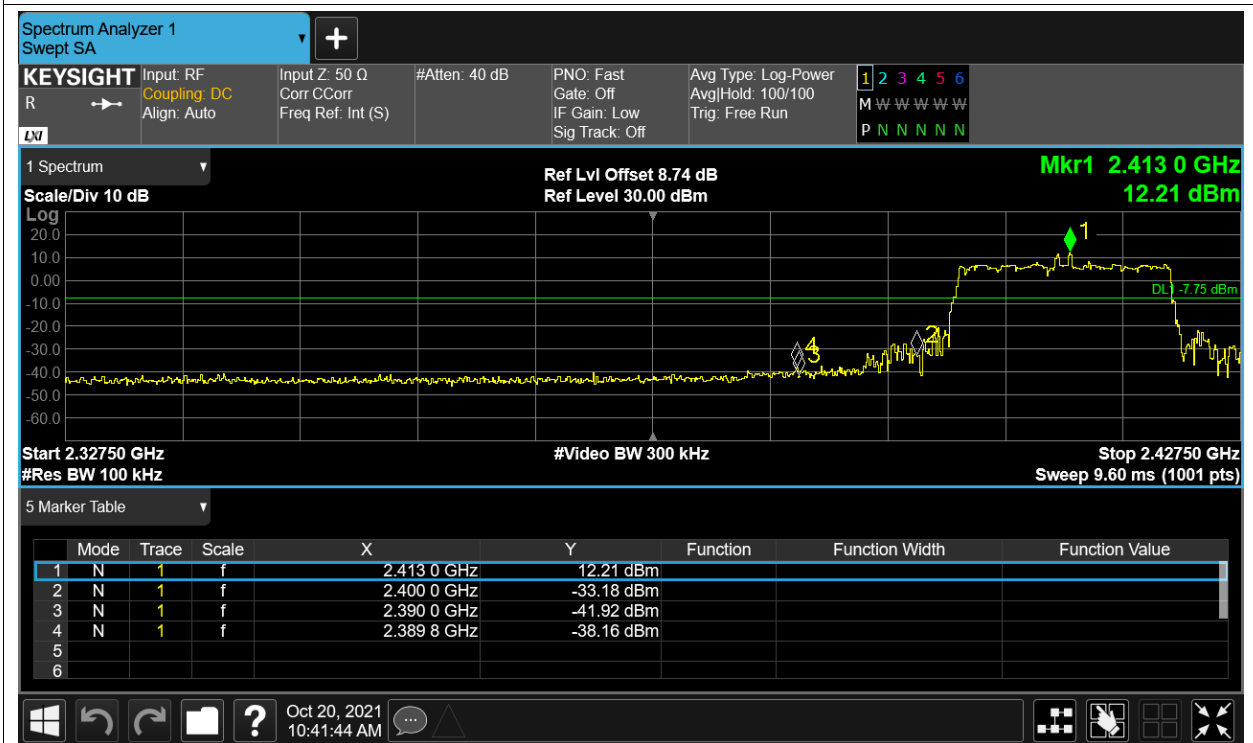 Spectrum Analyzer 1
Swept SA
KEYSIGHT
R
LXI
Input: RF
Coupling: DC
Align: Auto
Input Z: 50 Ω
Corr CCorr
Freq Ref: Int (S)
#Atten: 40 dB
PNO: Fast
Gate: Off
IF Gain: Low
Sig Track: Off
Avg Type: Log-Power
Avg|Hold: 100/100
Trig: Free Run
1 2 3 4 5 6
M W W W W W
P N N N N N
1 Spectrum
Scale/Div 10 dB
Ref Lvl Offset 8.74 dB
Ref Level 30.00 dBm
Mkr1 2.413 0 GHz
12.21 dBm
Log
20.0
10.0
0.00
-10.0
-20.0
-30.0
-40.0
-50.0
-60.0
1
DL1 -7.75 dBm
2
4
3
Start 2.32750 GHz
#Res BW 100 kHz
#Video BW 300 kHz
Stop 2.42750 GHz
Sweep 9.60 ms (1001 pts)
5 Marker Table
Mode Trace Scale X Y Function Function Width Function Value
1 N 1 f 2.413 0 GHz 12.21 dBm
2 N 1 f 2.400 0 GHz -33.18 dBm
3 N 1 f 2.390 0 GHz -41.92 dBm
4 N 1 f 2.389 8 GHz -38.16 dBm
5
6
?
Oct 20, 2021
10:41:44 AM